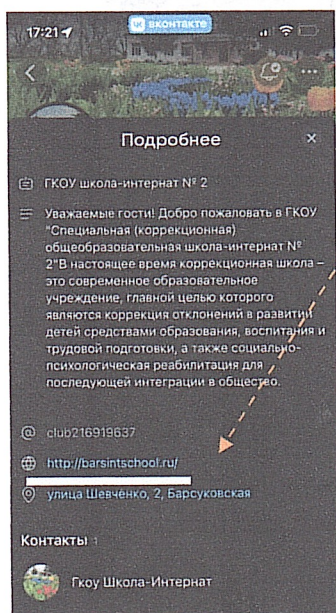 17:21
вконтакте
Подробнее
ГКОУ школа-интернат № 2
Уважаемые гости! Добро пожаловать в ГКОУ
"Специальная (коррекционная)
общеобразовательная школа-интернат №
2"В настоящее время коррекционная школа –
это современное образовательное
учреждение, главной целью которого
являются коррекция отклонений в развитии
детей средствами образования, воспитания и
трудовой подготовки, а также социально-
психологическая реабилитация для
последующей интеграции в общество.
@ club216919637
http://barsintschool.ru/
улица Шевченко, 2, Барсуковская
Контакты 1
Гкоу Школа-Интернат